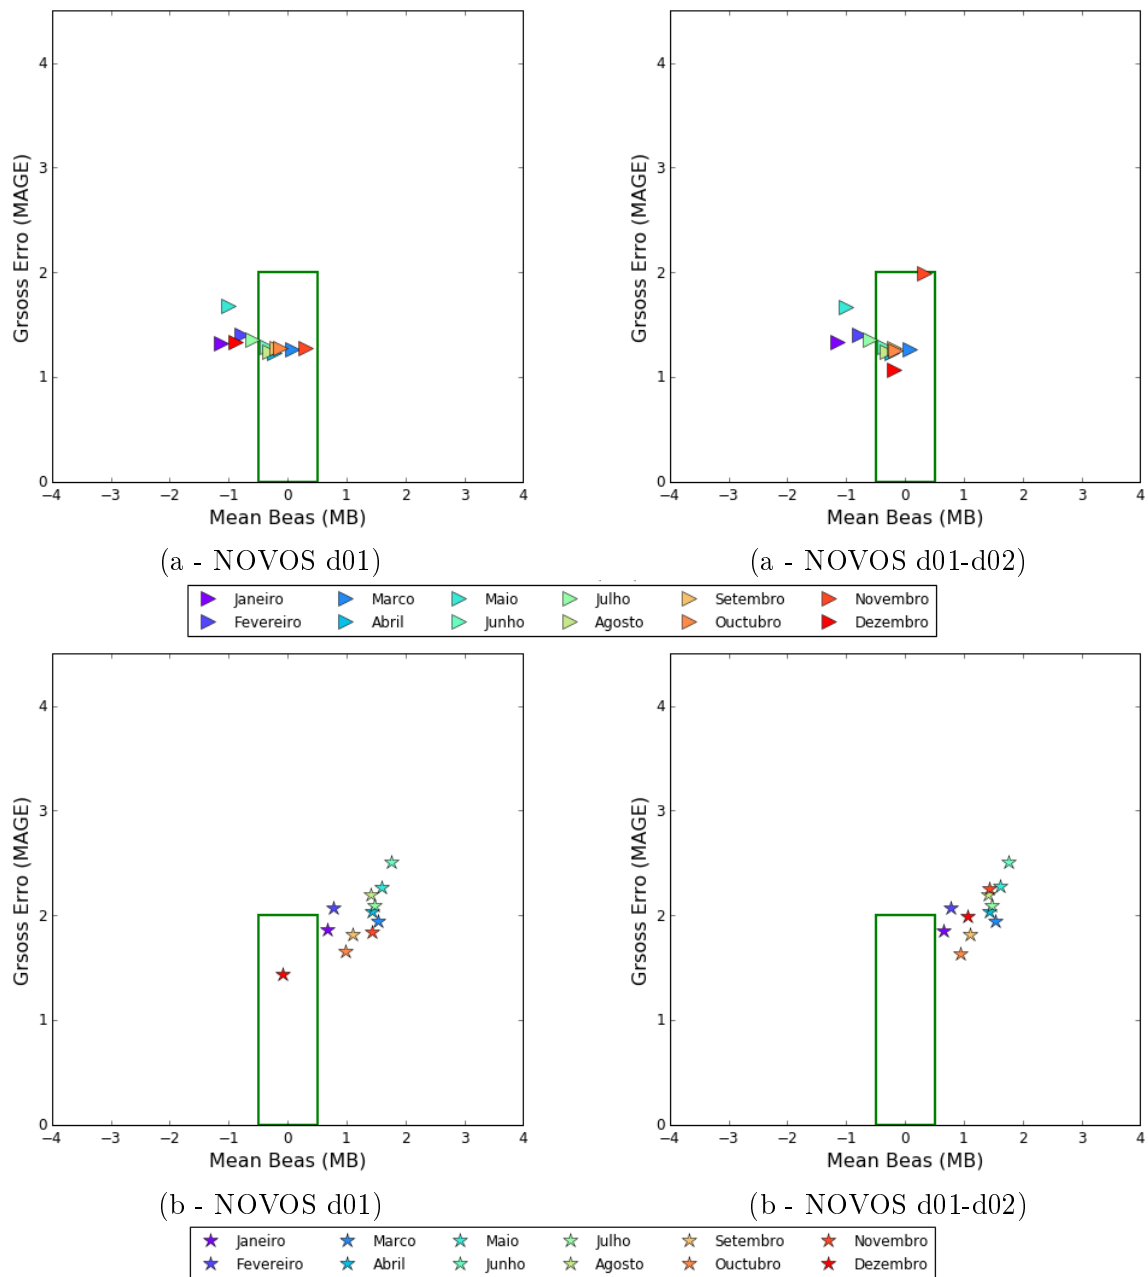 4
3
2
1
0
−4 −3 −2 −1 0 1 2 3 4
Grsoss Erro (MAGE)
Mean Beas (MB)
(a - NOVOS d01)
4
3
2
1
0
−4 −3 −2 −1 0 1 2 3 4
Grsoss Erro (MAGE)
Mean Beas (MB)
(a - NOVOS d01-d02)
Janeiro Marco Maio Julho Setembro Novembro
Fevereiro Abril Junho Agosto Ouctubro Dezembro
4
3
2
1
0
−4 −3 −2 −1 0 1 2 3 4
Grsoss Erro (MAGE)
Mean Beas (MB)
(b - NOVOS d01)
4
3
2
1
0
−4 −3 −2 −1 0 1 2 3 4
Grsoss Erro (MAGE)
Mean Beas (MB)
(b - NOVOS d01-d02)
Janeiro Marco Maio Julho Setembro Novembro
Fevereiro Abril Junho Agosto Ouctubro Dezembro